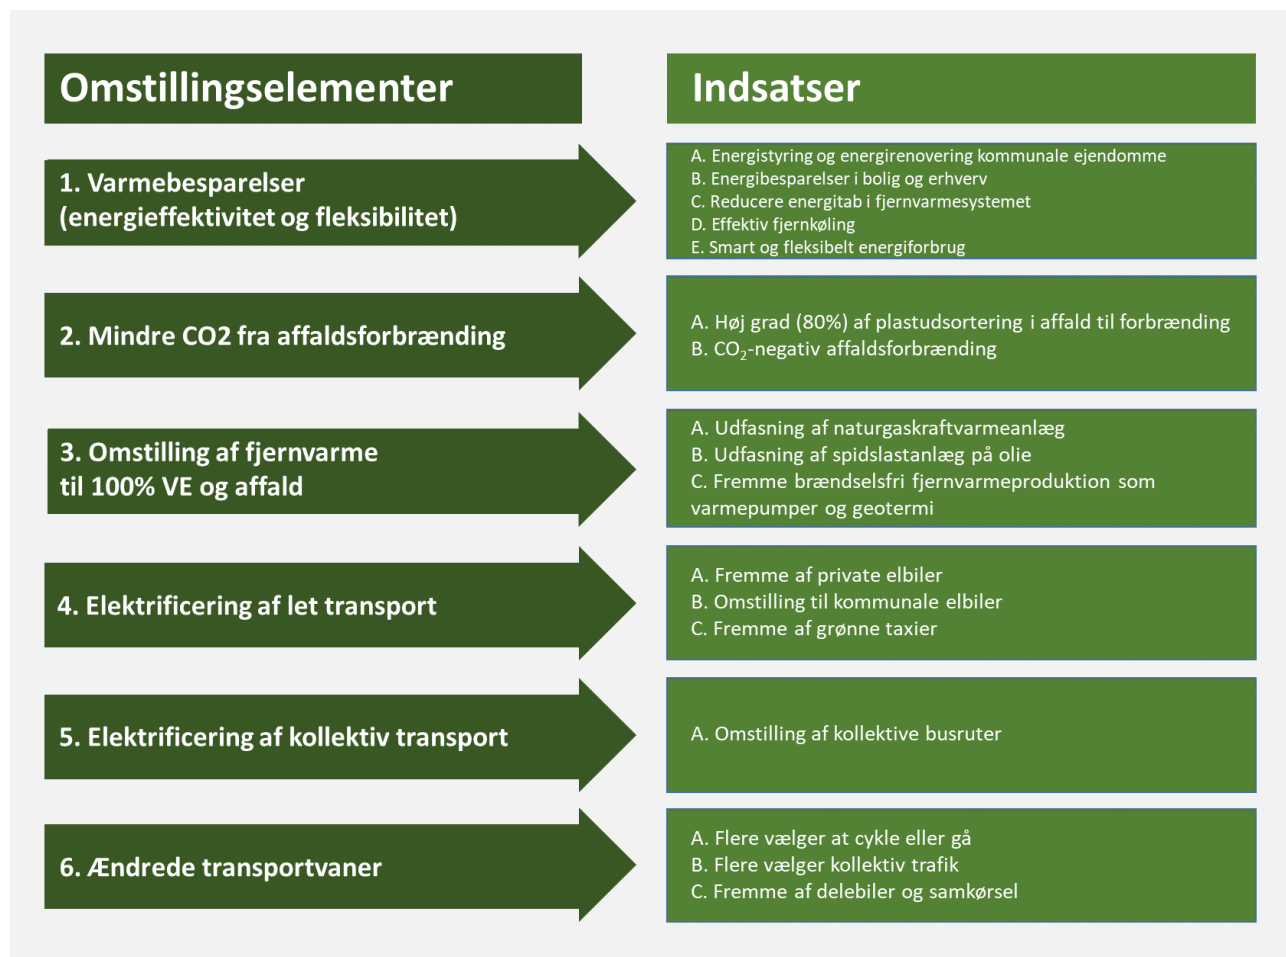 Omstillingselementer
Indsatser
1. Varmebesparelser
(energieffektivitet og fleksibilitet)
A. Energistyring og energirenovering kommunale ejendomme
B. Energibesparelser i bolig og erhverv
C. Reducere energitab i fjernvarmesystemet
D. Effektiv fjernkøling
E. Smart og fleksibelt energiforbrug
2. Mindre CO2 fra affaldsforbrænding
A. Høj grad (80%) af plastudsortering i affald til forbrænding
B. CO₂-negativ affaldsforbrænding
3. Omstilling af fjernvarme
til 100% VE og affald
A. Udfasning af naturgaskraftvarmeanlæg
B. Udfasning af spidslastanlæg på olie
C. Fremme brændselsfri fjernvarmeproduktion som
varmepumper og geotermi
4. Elektrificering af let transport
A. Fremme af private elbiler
B. Omstilling til kommunale elbiler
C. Fremme af grønne taxier
5. Elektrificering af kollektiv transport
A. Omstilling af kollektive busruter
6. Ændrede transportvaner
A. Flere vælger at cykle eller gå
B. Flere vælger kollektiv trafik
C. Fremme af delebiler og samkørsel